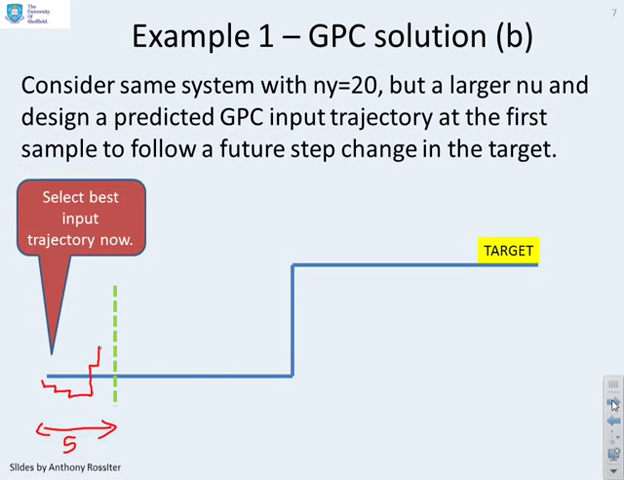 The
University
Of
Sheffield.
7
Example 1 – GPC solution (b)
Consider same system with ny=20, but a larger nu and
design a predicted GPC input trajectory at the first
sample to follow a future step change in the target.
Select best
input
trajectory now.
TARGET
5
Slides by Anthony Rossiter